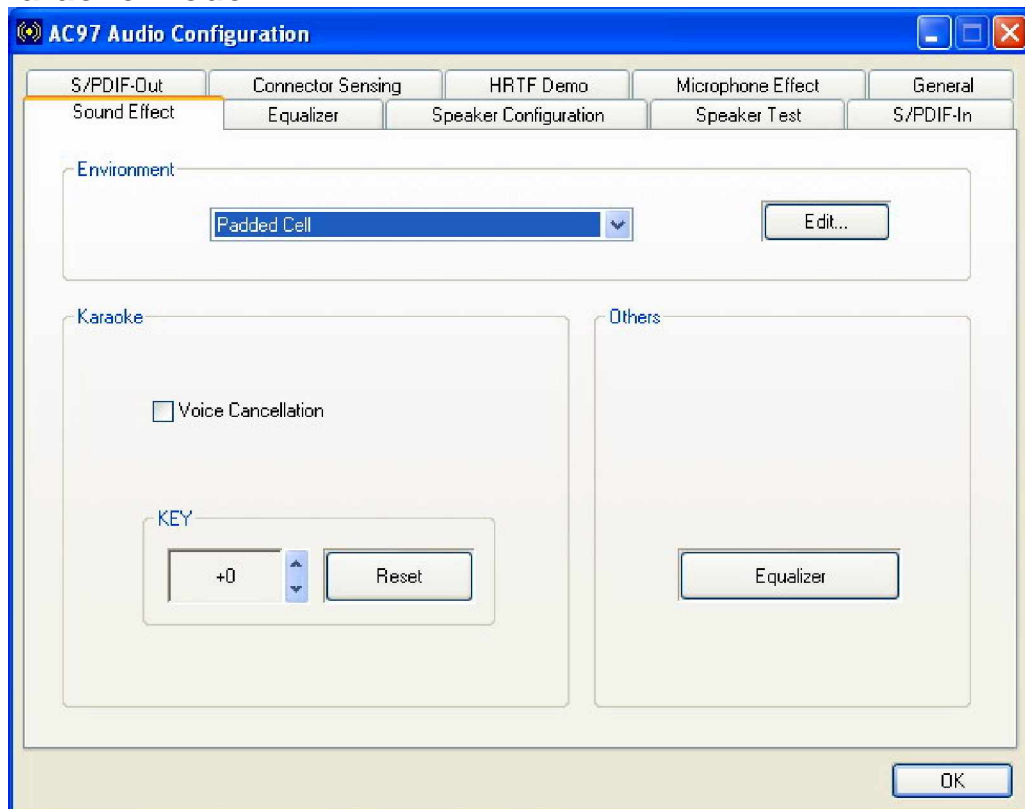 AC97 Audio Configuration
S/PDIF-Out Connector Sensing HRTF Demo Microphone Effect General
Sound Effect Equalizer Speaker Configuration Speaker Test S/PDIF-In
Environment
Padded Cell Edit...
Karaoke Others
Voice Cancellation
KEY
+0 Reset Equalizer
OK